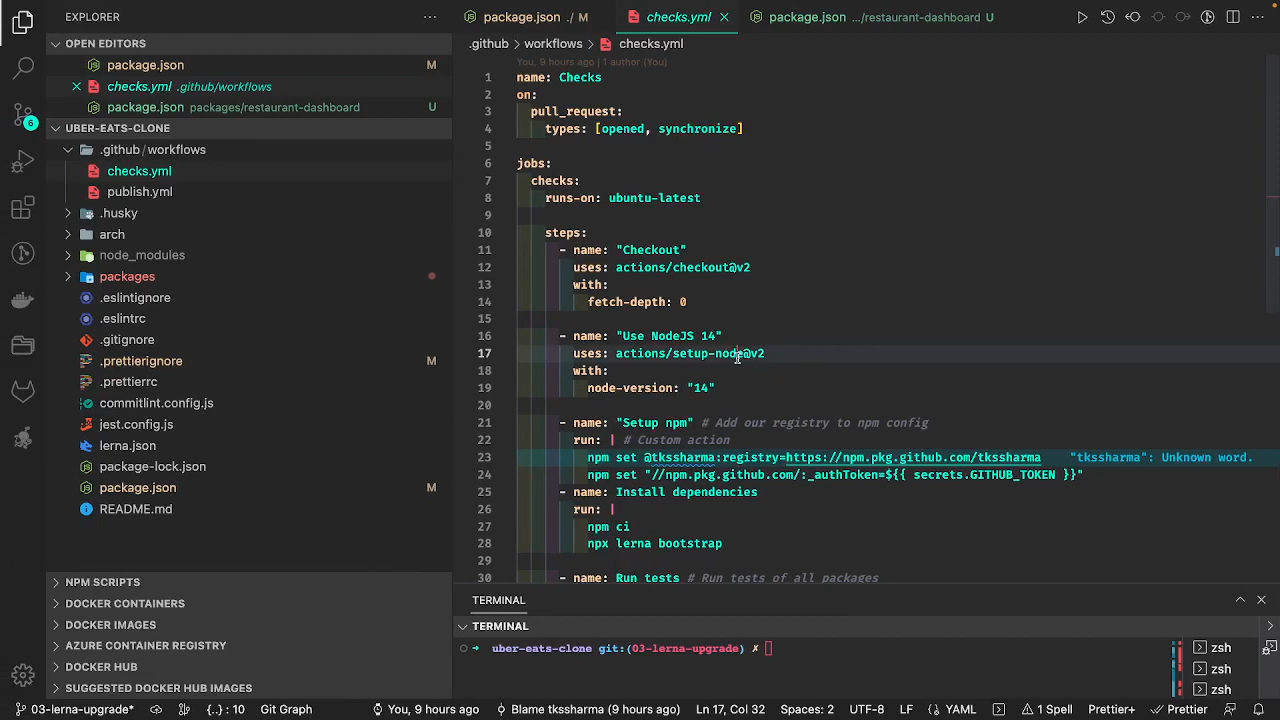 EXPLORER
OPEN EDITORS
package.json M
checks.yml .github/workflows
package.json packages/restaurant-dashboard U
UBER-EATS-CLONE
.github/workflows
checks.yml
publish.yml
.husky
arch
node_modules
packages
.eslintignore
.eslintrc
.gitignore
.prettierignore M
.prettierrc
commitlint.config.js
jest.config.js
lerna.json
package-lock.json M
package.json M
README.md
NPM SCRIPTS
DOCKER CONTAINERS
DOCKER IMAGES
AZURE CONTAINER REGISTRY
DOCKER HUB
SUGGESTED DOCKER HUB IMAGES
6
package.json ./ M
checks.yml
package.json .../restaurant-dashboard U
.github > workflows > checks.yml
You, 9 hours ago | 1 author (You)
1 name: Checks
2 on:
3 pull_request:
4 types: [opened, synchronize]
5
6 jobs:
7 checks:
8 runs-on: ubuntu-latest
9
10 steps:
11 - name: "Checkout"
12 uses: actions/checkout@v2
13 with:
14 fetch-depth: 0
15
16 - name: "Use NodeJS 14"
17 uses: actions/setup-node@v2
18 with:
19 node-version: "14"
20
21 - name: "Setup npm" # Add our registry to npm config
22 run: | # Custom action
23 npm set @tkssharma:registry=https://npm.pkg.github.com/tkssharma "tkssharma": Unknown word.
24 npm set "//npm.pkg.github.com/:_authToken=${{ secrets.GITHUB_TOKEN }}"
25 - name: Install dependencies
26 run: |
27 npm ci
28 npx lerna bootstrap
29
30 - name: Run tests # Run tests of all packages
TERMINAL
TERMINAL
uber-eats-clone git:(03-lerna-upgrade) ✗
zsh
zsh
zsh
03-lerna-upgrade* {..}: 10 Git Graph You, 9 hours ago Blame tkssharma (9 hours ago) Ln 17, Col 32 Spaces: 2 UTF-8 LF YAML 1 Spell Prettier+ Prettier